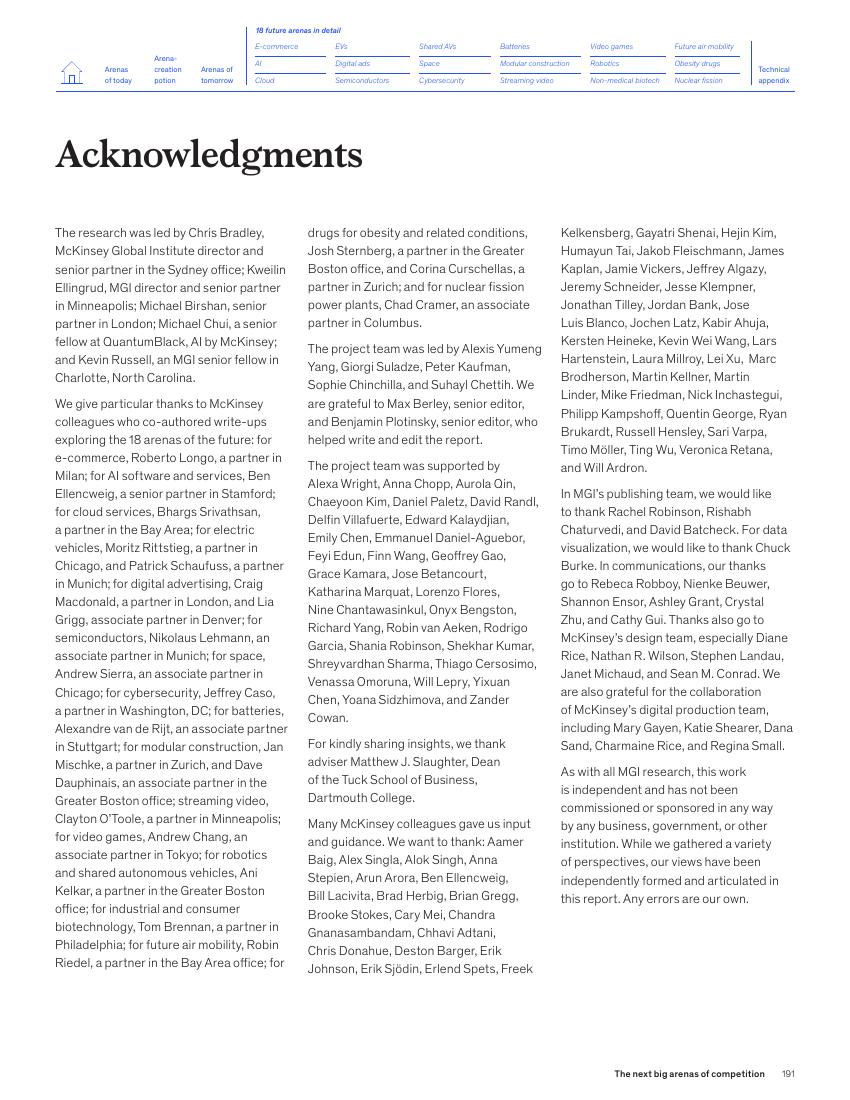 18 future arenas in detail
Arenas
of today
Arena-
creation
potion
Arenas of
tomorrow
E-commerce
EVs
Shared AVs
Batteries
Video games
Future air mobility
AI
Digital ads
Space
Modular construction
Robotics
Obesity drugs
Cloud
Semiconductors
Cybersecurity
Streaming video
Non-medical biotech
Nuclear fission
Technical
appendix
Acknowledgments
The research was led by Chris Bradley,
McKinsey Global Institute director and
senior partner in the Sydney office; Kweilin
Ellingrud, MGI director and senior partner
in Minneapolis; Michael Birshan, senior
partner in London; Michael Chui, a senior
fellow at QuantumBlack, AI by McKinsey;
and Kevin Russell, an MGI senior fellow in
Charlotte, North Carolina.
We give particular thanks to McKinsey
colleagues who co-authored write-ups
exploring the 18 arenas of the future: for
e-commerce, Roberto Longo, a partner in
Milan; for AI software and services, Ben
Ellencweig, a senior partner in Stamford;
for cloud services, Bhargs Srivathsan,
a partner in the Bay Area; for electric
vehicles, Moritz Rittstieg, a partner in
Chicago, and Patrick Schaufuss, a partner
in Munich; for digital advertising, Craig
Macdonald, a partner in London, and Lia
Grigg, associate partner in Denver; for
semiconductors, Nikolaus Lehmann, an
associate partner in Munich; for space,
Andrew Sierra, an associate partner in
Chicago; for cybersecurity, Jeffrey Caso,
a partner in Washington, DC; for batteries,
Alexandre van de Rijt, an associate partner
in Stuttgart; for modular construction, Jan
Mischke, a partner in Zurich, and Dave
Dauphinais, an associate partner in the
Greater Boston office; streaming video,
Clayton O'Toole, a partner in Minneapolis;
for video games, Andrew Chang, an
associate partner in Tokyo; for robotics
and shared autonomous vehicles, Ani
Kelkar, a partner in the Greater Boston
office; for industrial and consumer
biotechnology, Tom Brennan, a partner in
Philadelphia; for future air mobility, Robin
Riedel, a partner in the Bay Area office; for
drugs for obesity and related conditions,
Josh Sternberg, a partner in the Greater
Boston office, and Corina Curschellas, a
partner in Zurich; and for nuclear fission
power plants, Chad Cramer, an associate
partner in Columbus.
The project team was led by Alexis Yumeng
Yang, Giorgi Suladze, Peter Kaufman,
Sophie Chinchilla, and Suhayl Chettih. We
are grateful to Max Berley, senior editor,
and Benjamin Plotinsky, senior editor, who
helped write and edit the report.
The project team was supported by
Alexa Wright, Anna Chopp, Aurola Qin,
Chaeyoon Kim, Daniel Paletz, David Randl,
Delfin Villafuerte, Edward Kalaydjian,
Emily Chen, Emmanuel Daniel-Aguebor,
Feyi Edun, Finn Wang, Geoffrey Gao,
Grace Kamara, Jose Betancourt,
Katharina Marquat, Lorenzo Flores,
Nine Chantawasinkul, Onyx Bengston,
Richard Yang, Robin van Aeken, Rodrigo
Garcia, Shania Robinson, Shekhar Kumar,
Shreyvardhan Sharma, Thiago Cersosimo,
Venassa Omoruna, Will Lepry, Yixuan
Chen, Yoana Sidzhimova, and Zander
Cowan.
For kindly sharing insights, we thank
adviser Matthew J. Slaughter, Dean
of the Tuck School of Business,
Dartmouth College.
Many McKinsey colleagues gave us input
and guidance. We want to thank: Aamer
Baig, Alex Singla, Alok Singh, Anna
Stepien, Arun Arora, Ben Ellencweig,
Bill Lacivita, Brad Herbig, Brian Gregg,
Brooke Stokes, Cary Mei, Chandra
Gnanasambandam, Chhavi Adtani,
Chris Donahue, Deston Barger, Erik
Johnson, Erik Sjödin, Erlend Spets, Freek
Kelkensberg, Gayatri Shenai, Hejin Kim,
Humayun Tai, Jakob Fleischmann, James
Kaplan, Jamie Vickers, Jeffrey Algazy,
Jeremy Schneider, Jesse Klempner,
Jonathan Tilley, Jordan Bank, Jose
Luis Blanco, Jochen Latz, Kabir Ahuja,
Kersten Heineke, Kevin Wei Wang, Lars
Hartenstein, Laura Millroy, Lei Xu, Marc
Brodherson, Martin Kellner, Martin
Linder, Mike Friedman, Nick Inchastegui,
Philipp Kampshoff, Quentin George, Ryan
Brukardt, Russell Hensley, Sari Varpa,
Timo Möller, Ting Wu, Veronica Retana,
and Will Ardron.
In MGI's publishing team, we would like
to thank Rachel Robinson, Rishabh
Chaturvedi, and David Batcheck. For data
visualization, we would like to thank Chuck
Burke. In communications, our thanks
go to Rebeca Robboy, Nienke Beuwer,
Shannon Ensor, Ashley Grant, Crystal
Zhu, and Cathy Gui. Thanks also go to
McKinsey's design team, especially Diane
Rice, Nathan R. Wilson, Stephen Landau,
Janet Michaud, and Sean M. Conrad. We
are also grateful for the collaboration
of McKinsey's digital production team,
including Mary Gayen, Katie Shearer, Dana
Sand, Charmaine Rice, and Regina Small.
As with all MGI research, this work
is independent and has not been
commissioned or sponsored in any way
by any business, government, or other
institution. While we gathered a variety
of perspectives, our views have been
independently formed and articulated in
this report. Any errors are our own.
The next big arenas of competition 191